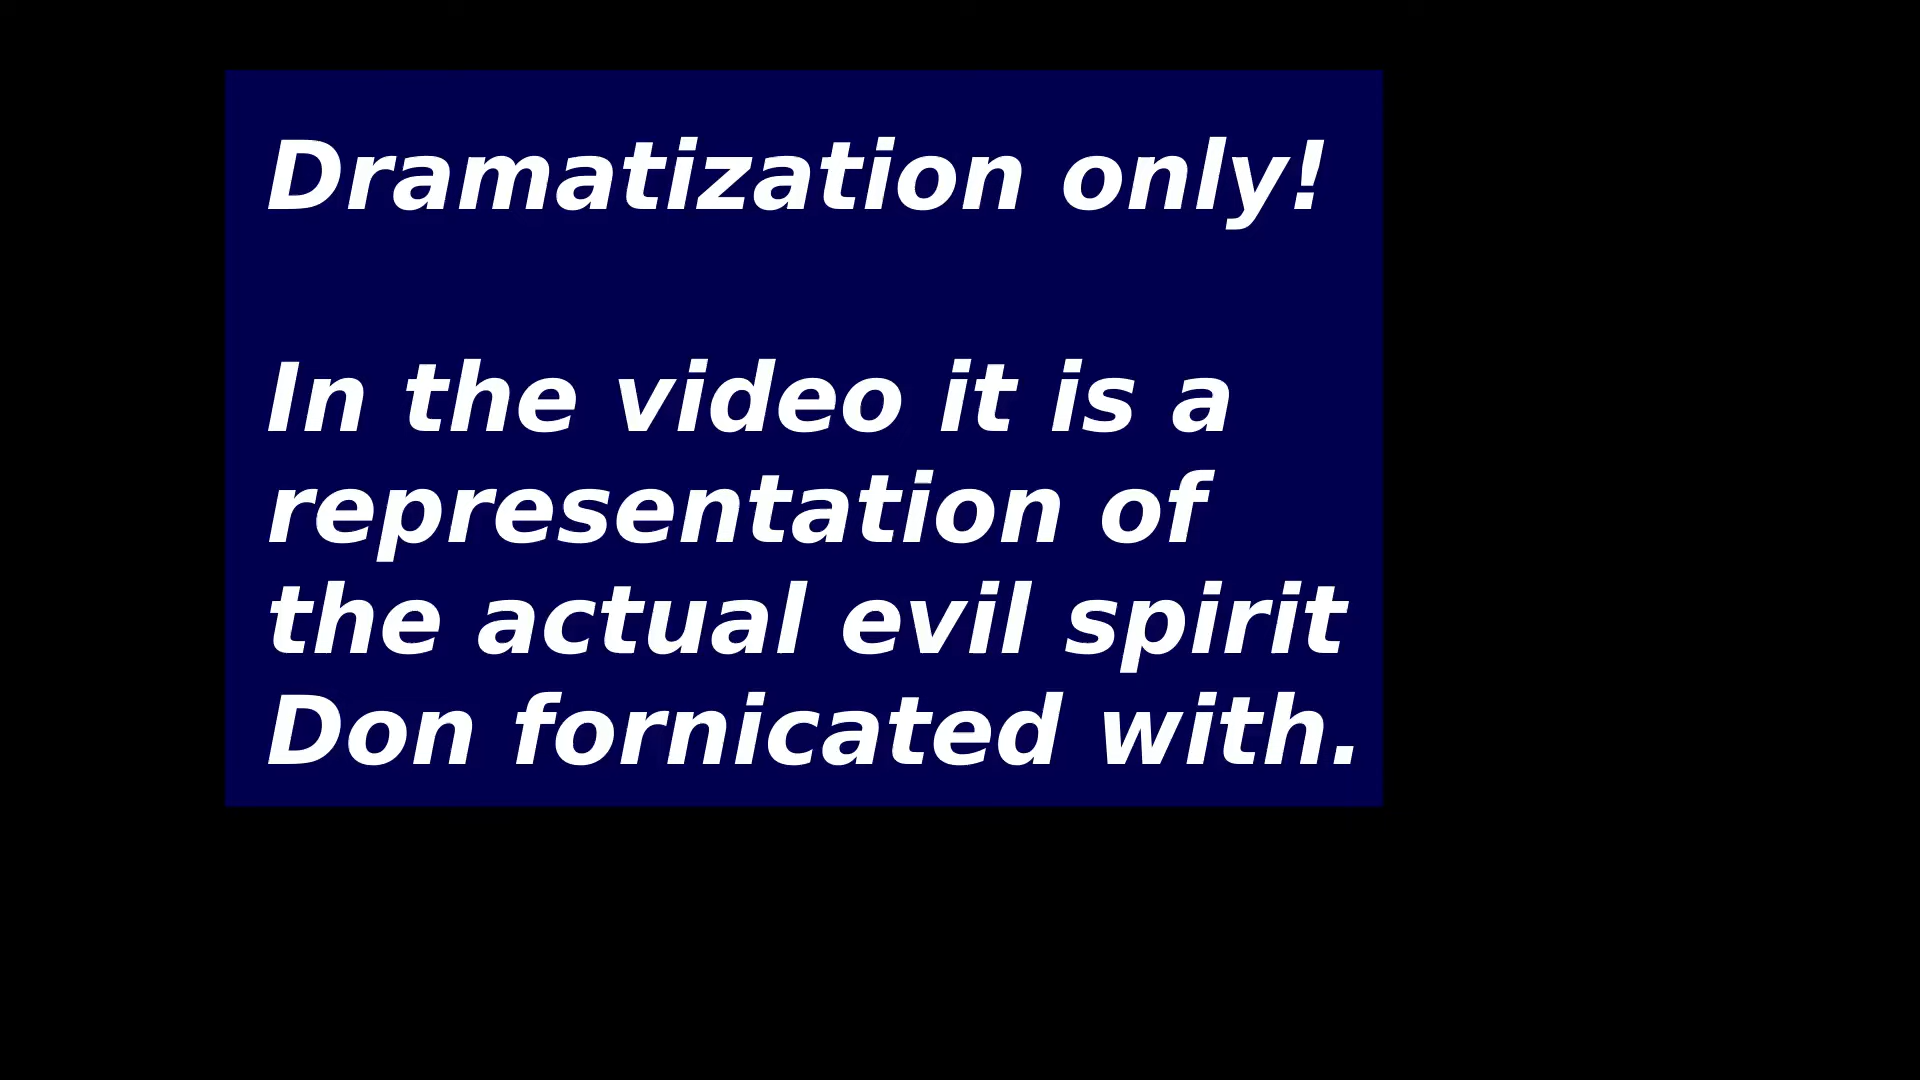 Dramatization only!
In the video it is a
representation of
the actual evil spirit
Don fornicated with.